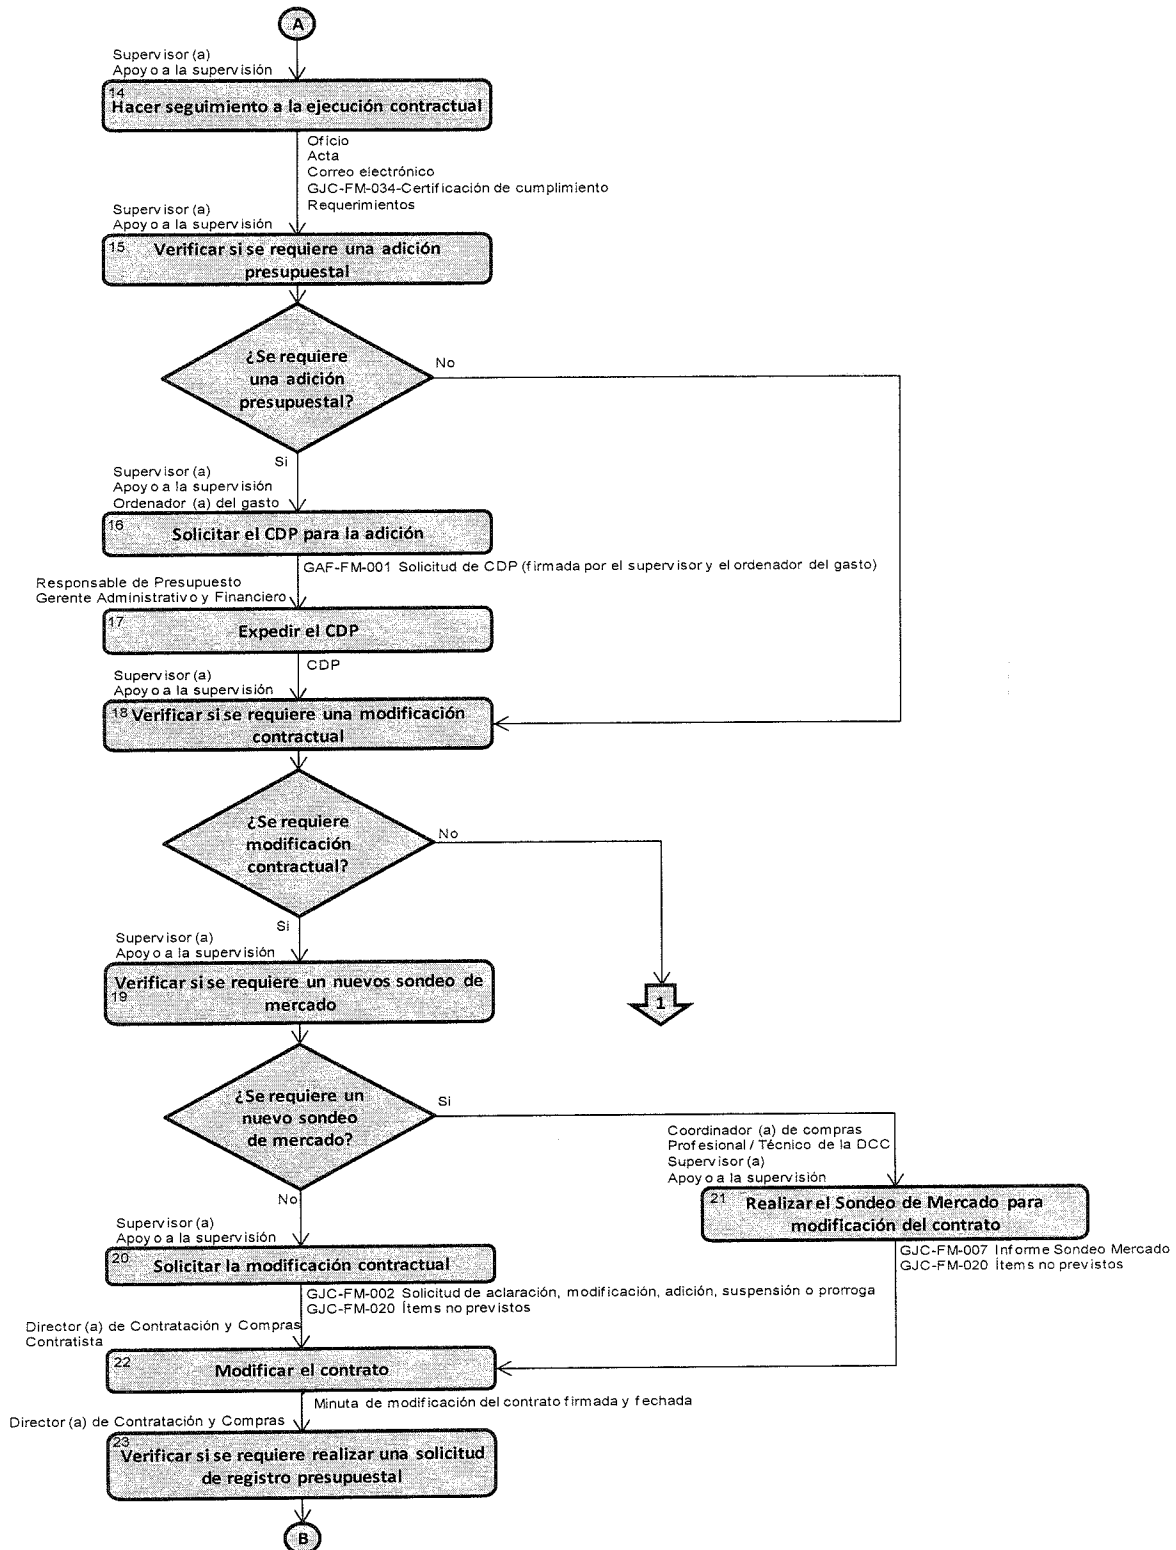 A
Supervisor (a)
Apoyo a la supervisión
14
Hacer seguimiento a la ejecución contractual
Oficio
Acta
Correo electrónico
GJC-FM-034-Certificación de cumplimiento
Requerimientos
Supervisor (a)
Apoyo a la supervisión
15
Verificar si se requiere una adición
presupuestal
¿Se requiere
una adición
presupuestal?
No
Si
Supervisor (a)
Apoyo a la supervisión
Ordenador (a) del gasto
16
Solicitar el CDP para la adición
GAF-FM-001 Solicitud de CDP (firmada por el supervisor y el ordenador del gasto)
Responsable de Presupuesto
Gerente Administrativo y Financiero
17
Expedir el CDP
CDP
Supervisor (a)
Apoyo a la supervisión
18 Verificar si se requiere una modificación
contractual
¿Se requiere
modificación
contractual?
No
Si
1
Supervisor (a)
Apoyo a la supervisión
Verificar si se requiere un nuevos sondeo de
19
mercado
¿Se requiere un
nuevo sondeo
de mercado?
Si
No
Coordinador (a) de compras
Profesional / Técnico de la DCC
Supervisor (a)
Apoyo a la supervisión
21
Realizar el Sondeo de Mercado para
modificación del contrato
GJC-FM-007 Informe Sondeo Mercado
GJC-FM-020 Ítems no previstos
Supervisor (a)
Apoyo a la supervisión
20
Solicitar la modificación contractual
GJC-FM-002 Solicitud de aclaración, modificación, adición, suspensión o prorroga
GJC-FM-020 Ítems no previstos
Director (a) de Contratación y Compras
Contratista
22
Modificar el contrato
Minuta de modificación del contrato firmada y fechada
Director (a) de Contratación y Compras
23
Verificar si se requiere realizar una solicitud
de registro presupuestal
B